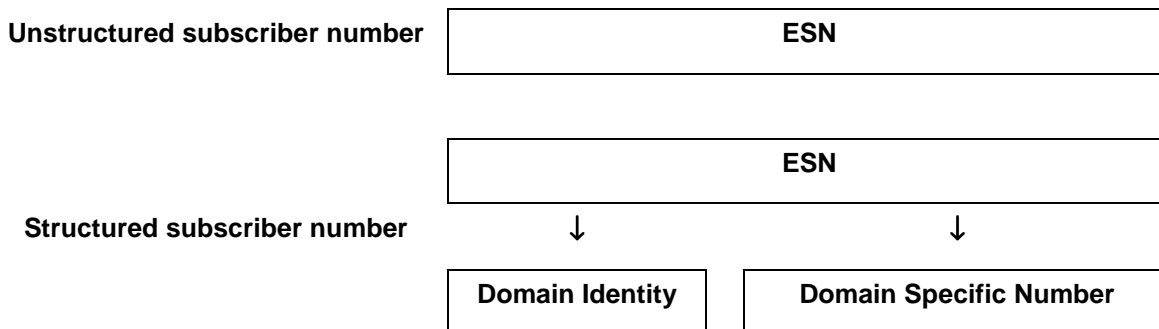 Unstructured subscriber number ESN
ESN
Structured subscriber number ↓ ↓
Domain Identity Domain Specific Number